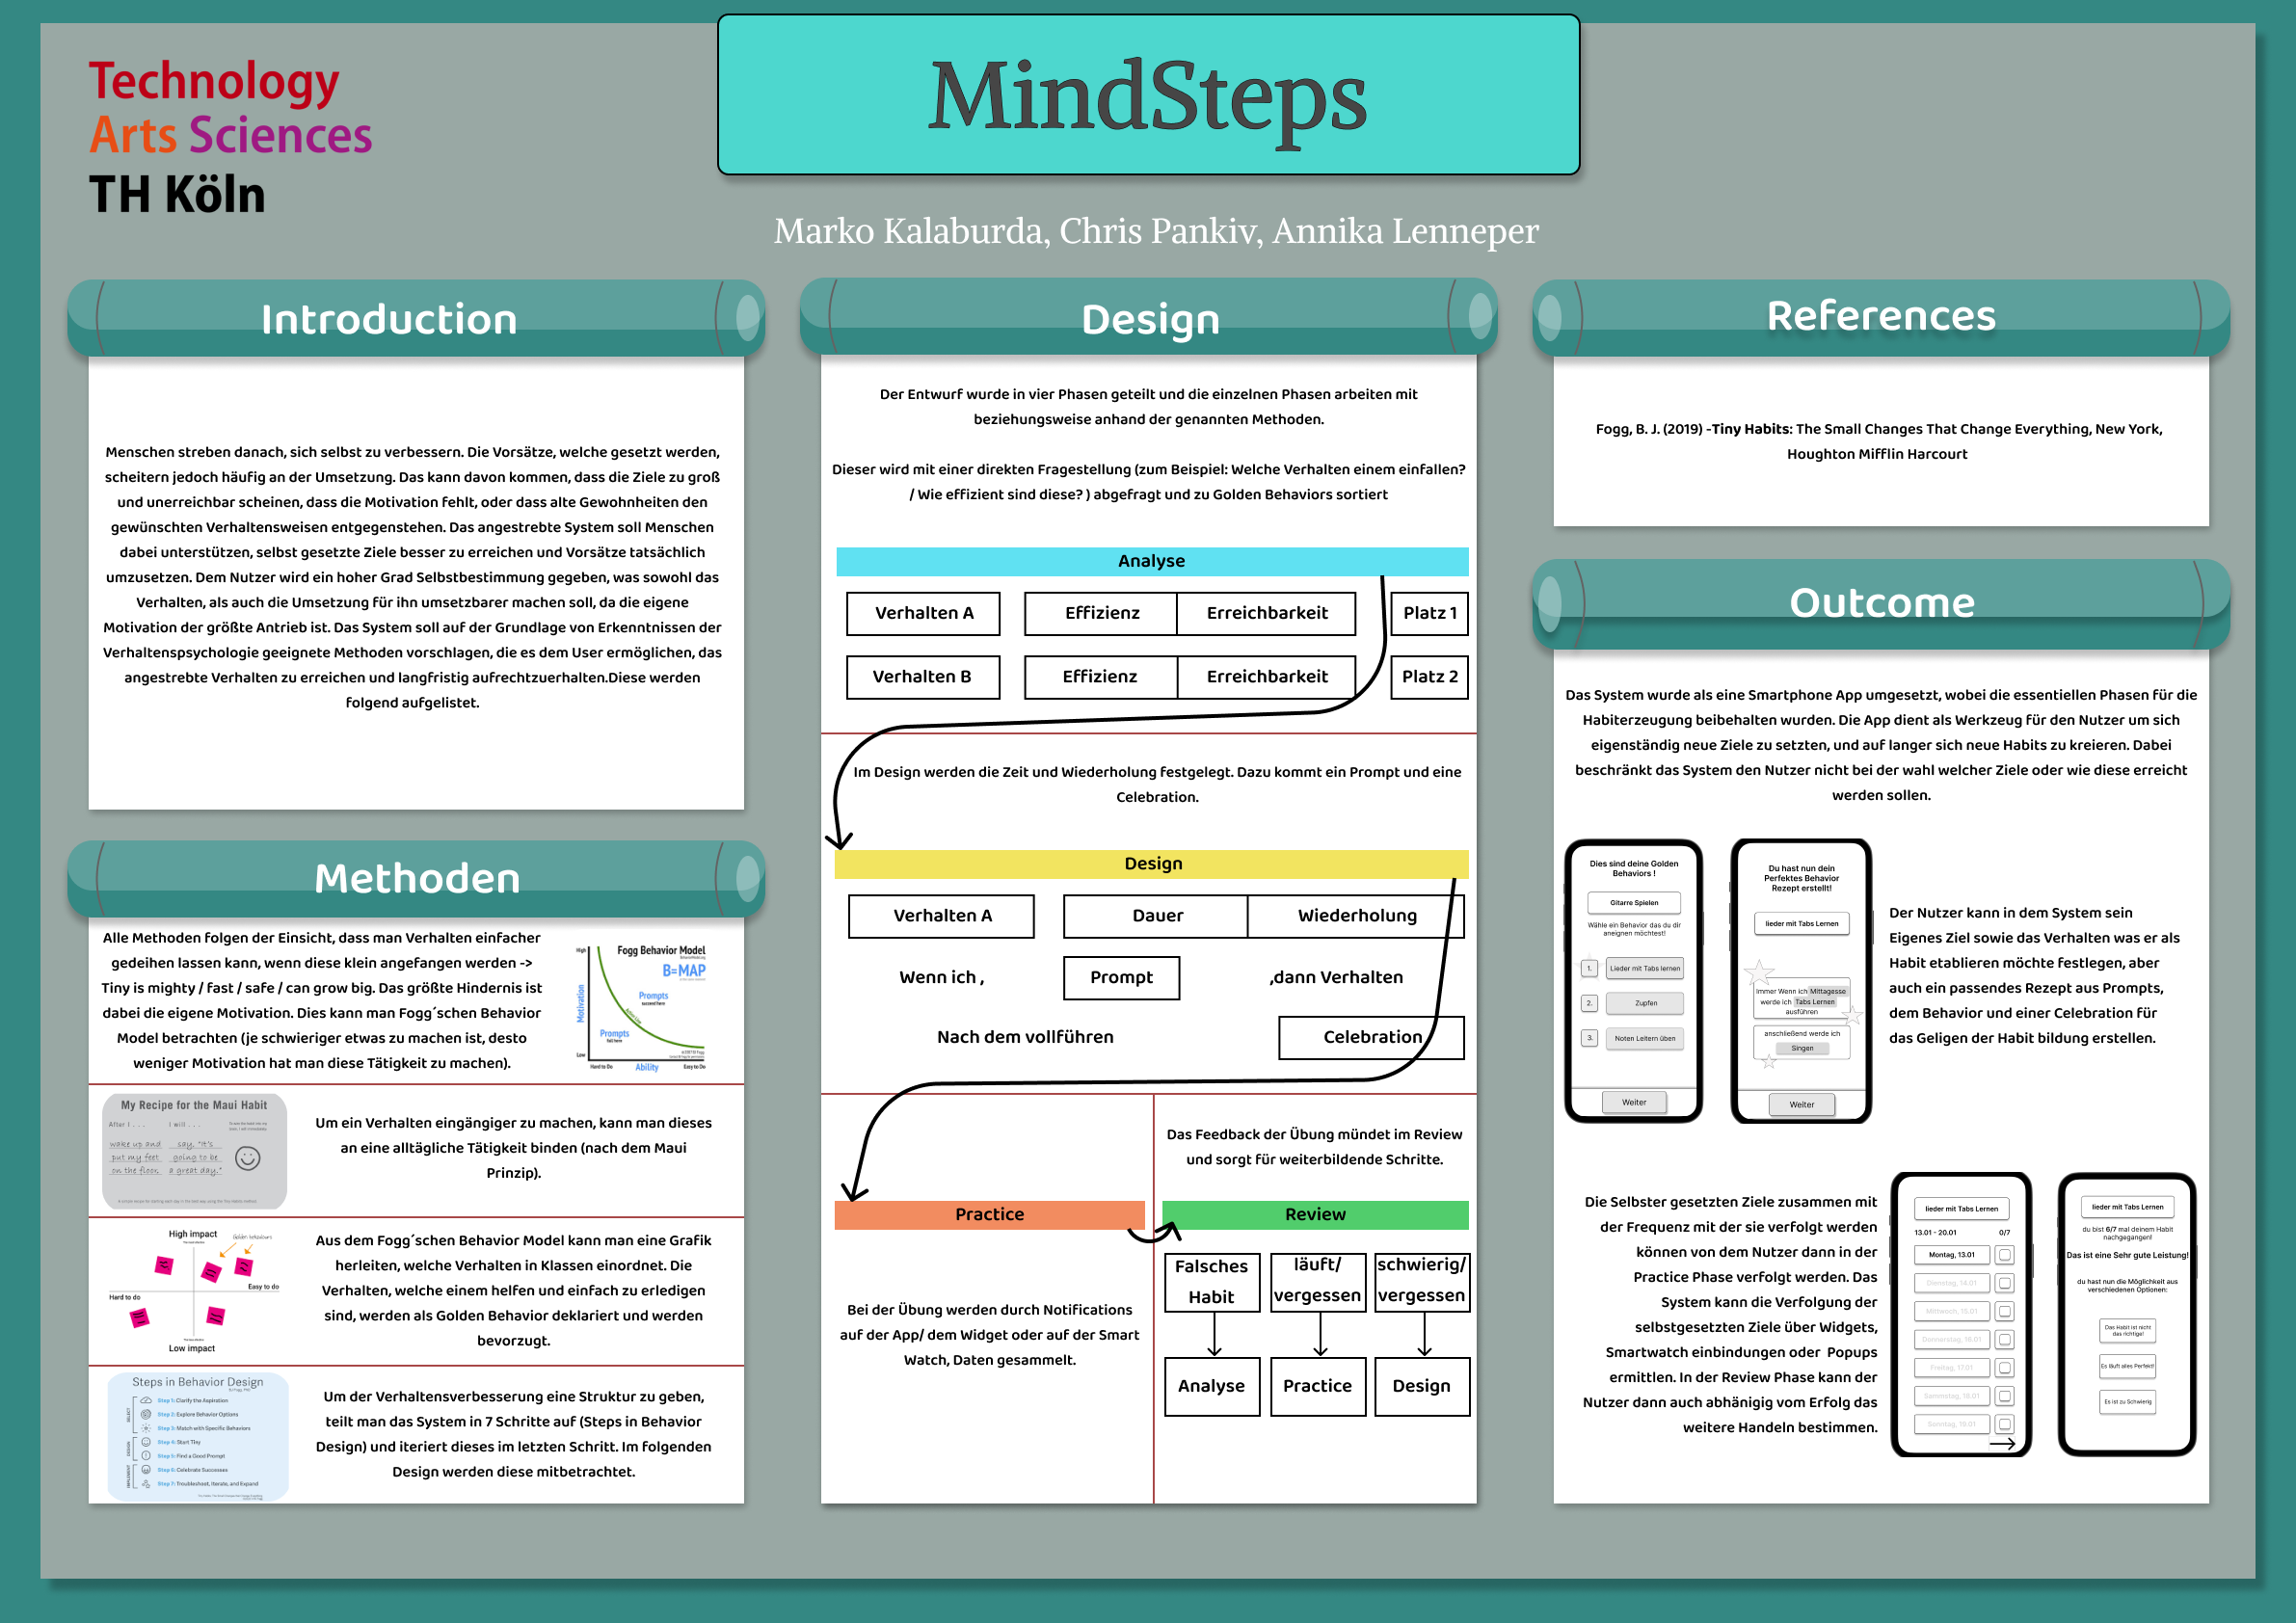 Technology
Arts Sciences
TH Köln
MindSteps
Marko Kalaburda, Chris Pankiv, Annika Lenneper
Introduction
Menschen streben danach, sich selbst zu verbessern. Die Vorsätze, welche gesetzt werden,
scheitern jedoch häufig an der Umsetzung. Das kann davon kommen, dass die Ziele zu groß
und unerreichbar scheinen, dass die Motivation fehlt, oder dass alte Gewohnheiten den
gewünschten Verhaltensweisen entgegenstehen. Das angestrebte System soll Menschen
dabei unterstützen, selbst gesetzte Ziele besser zu erreichen und Vorsätze tatsächlich
umzusetzen. Dem Nutzer wird ein hoher Grad Selbstbestimmung gegeben, was sowohl das
Verhalten, als auch die Umsetzung für ihn umsetzbarer machen soll, da die eigene
Motivation der größte Antrieb ist. Das System soll auf der Grundlage von Erkenntnissen der
Verhaltenspsychologie geeignete Methoden vorschlagen, die es dem User ermöglichen, das
angestrebte Verhalten zu erreichen und langfristig aufrechtzuerhalten.Diese werden
folgend aufgelistet.
Methoden
Alle Methoden folgen der Einsicht, dass man Verhalten einfacher
gedeihen lassen kann, wenn diese klein angefangen werden ->
Tiny is mighty / fast / safe / can grow big. Das größte Hindernis ist
dabei die eigene Motivation. Dies kann man Fogg´schen Behavior
Model betrachten (je schwieriger etwas zu machen ist, desto
weniger Motivation hat man diese Tätigkeit zu machen).
High
Fogg Behavior Model
B=MAP
Motivation
Prompts
succeed here
Prompts
fail here
Low
Hard to Do
Ability
Easy to Do
My Recipe for the Maui Habit
After I . . .
I will . . .
wake up and
put my feet
on the floor,
say, "It's
going to be
a great day."
Um ein Verhalten eingängiger zu machen, kann man dieses
an eine alltägliche Tätigkeit binden (nach dem Maui
Prinzip).
High impact
Golden behaviours
Easy to do
Hard to do
Low impact
Aus dem Fogg´schen Behavior Model kann man eine Grafik
herleiten, welche Verhalten in Klassen einordnet. Die
Verhalten, welche einem helfen und einfach zu erledigen
sind, werden als Golden Behavior deklariert und werden
bevorzugt.
Steps in Behavior Design
Step 1: Clarify the Aspiration
Step 2: Explore Behavior Options
Step 3: Match with Specific Behaviors
Step 4: Start Tiny
Step 5: Find a Good Prompt
Step 6: Celebrate Successes
Step 7: Troubleshoot, Iterate, and Expand
Um der Verhaltensverbesserung eine Struktur zu geben,
teilt man das System in 7 Schritte auf (Steps in Behavior
Design) und iteriert dieses im letzten Schritt. Im folgenden
Design werden diese mitbetrachtet.
Design
Der Entwurf wurde in vier Phasen geteilt und die einzelnen Phasen arbeiten mit
beziehungsweise anhand der genannten Methoden.
Dieser wird mit einer direkten Fragestellung (zum Beispiel: Welche Verhalten einem einfallen?
/ Wie effizient sind diese? ) abgefragt und zu Golden Behaviors sortiert
Analyse
Verhalten A
Effizienz
Erreichbarkeit
Platz 1
Verhalten B
Effizienz
Erreichbarkeit
Platz 2
Im Design werden die Zeit und Wiederholung festgelegt. Dazu kommt ein Prompt und eine
Celebration.
Design
Verhalten A
Dauer
Wiederholung
Wenn ich ,
Prompt
,dann Verhalten
Nach dem vollführen
Celebration
Practice
Bei der Übung werden durch Notifications
auf der App/ dem Widget oder auf der Smart
Watch, Daten gesammelt.
Das Feedback der Übung mündet im Review
und sorgt für weiterbildende Schritte.
Review
Falsches
Habit
läuft/
vergessen
schwierig/
vergessen
Analyse
Practice
Design
References
Fogg, B. J. (2019) -Tiny Habits: The Small Changes That Change Everything, New York,
Houghton Mifflin Harcourt
Outcome
Das System wurde als eine Smartphone App umgesetzt, wobei die essentiellen Phasen für die
Habiterzeugung beibehalten wurden. Die App dient als Werkzeug für den Nutzer um sich
eigenständig neue Ziele zu setzten, und auf langer sich neue Habits zu kreieren. Dabei
beschränkt das System den Nutzer nicht bei der wahl welcher Ziele oder wie diese erreicht
werden sollen.
Dies sind deine Golden
Behaviors !
Gitarre Spielen
Wähle ein Behavior das du dir
aneignen möchtest!
1.
Lieder mit Tabs lernen
2.
Zupfen
3.
Noten Leitern üben
Weiter
Du hast nun dein
Perfektes Behavior
Rezept erstellt!
lieder mit Tabs Lernen
Immer Wenn ich Mittagesse
werde ich Tabs Lernen
ausführen
anschließend werde ich
Singen
Weiter
Der Nutzer kann in dem System sein
Eigenes Ziel sowie das Verhalten was er als
Habit etablieren möchte festlegen, aber
auch ein passendes Rezept aus Prompts,
dem Behavior und einer Celebration für
das Geligen der Habit bildung erstellen.
Die Selbster gesetzten Ziele zusammen mit
der Frequenz mit der sie verfolgt werden
können von dem Nutzer dann in der
Practice Phase verfolgt werden. Das
System kann die Verfolgung der
selbstgesetzten Ziele über Widgets,
Smartwatch einbindungen oder Popups
ermittlen. In der Review Phase kann der
Nutzer dann auch abhänigig vom Erfolg das
weitere Handeln bestimmen.
lieder mit Tabs Lernen
13.01 - 20.01
0/7
Montag, 13.01
Dienstag, 14.01
Mittwoch, 15.01
Donnerstag, 16.01
Freitag, 17.01
Sammstag, 18.01
Sonntag, 19.01
lieder mit Tabs Lernen
du bist 6/7 mal deinem Habit
nachgegangen!
Das ist eine Sehr gute Leistung!
du hast nun die Möglichkeit aus
verschiedenen Optionen:
Das Habit ist nicht
das richtige!
Es läuft alles Perfekt!
Es ist zu Schwierig